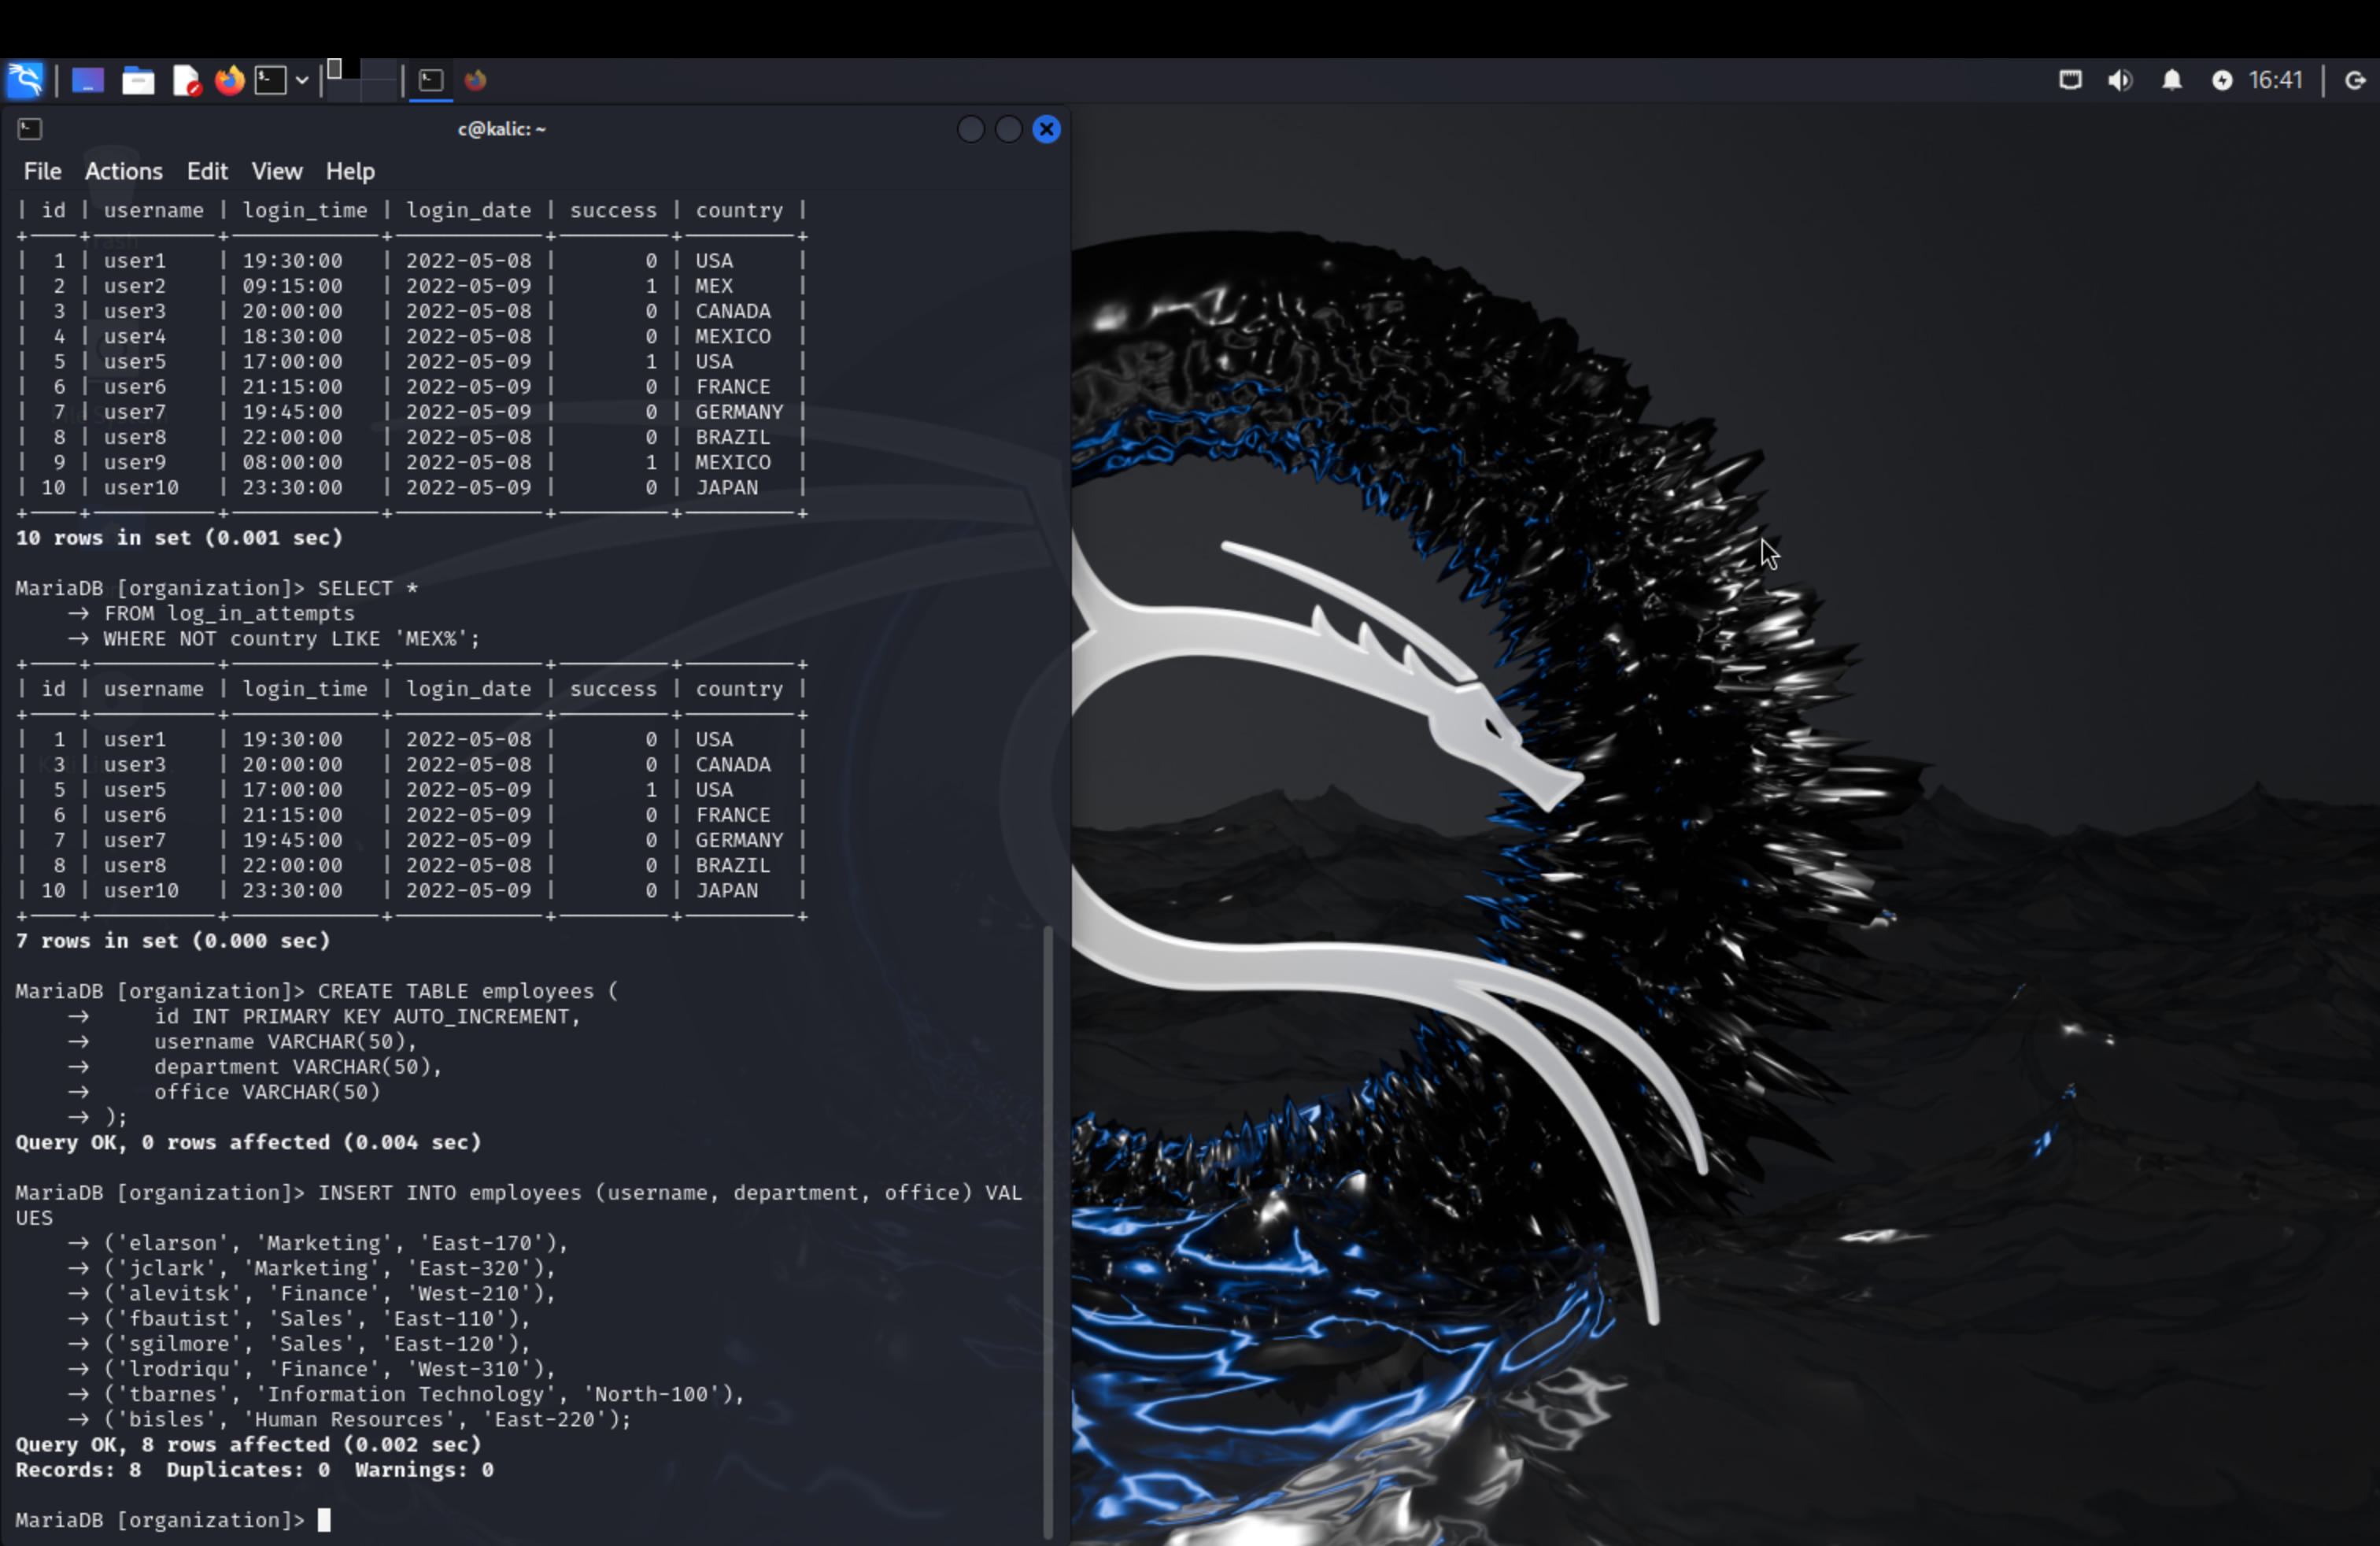 16:41
c@kalic: ~
File Actions Edit View Help
| id | username | login_time | login_date | success | country |
+----+----------+------------+------------+---------+---------+
| 1 | user1 | 19:30:00 | 2022-05-08 | 0 | USA |
| 2 | user2 | 09:15:00 | 2022-05-09 | 1 | MEX |
| 3 | user3 | 20:00:00 | 2022-05-08 | 0 | CANADA |
| 4 | user4 | 18:30:00 | 2022-05-08 | 0 | MEXICO |
| 5 | user5 | 17:00:00 | 2022-05-09 | 1 | USA |
| 6 | user6 | 21:15:00 | 2022-05-09 | 0 | FRANCE |
| 7 | user7 | 19:45:00 | 2022-05-09 | 0 | GERMANY |
| 8 | user8 | 22:00:00 | 2022-05-08 | 0 | BRAZIL |
| 9 | user9 | 08:00:00 | 2022-05-08 | 1 | MEXICO |
| 10 | user10 | 23:30:00 | 2022-05-09 | 0 | JAPAN |
+----+----------+------------+------------+---------+---------+
10 rows in set (0.001 sec)
MariaDB [organization]> SELECT *
→ FROM log_in_attempts
→ WHERE NOT country LIKE 'MEX%';
+----+----------+------------+------------+---------+---------+
| id | username | login_time | login_date | success | country |
+----+----------+------------+------------+---------+---------+
| 1 | user1 | 19:30:00 | 2022-05-08 | 0 | USA |
| 3 | user3 | 20:00:00 | 2022-05-08 | 0 | CANADA |
| 5 | user5 | 17:00:00 | 2022-05-09 | 1 | USA |
| 6 | user6 | 21:15:00 | 2022-05-09 | 0 | FRANCE |
| 7 | user7 | 19:45:00 | 2022-05-09 | 0 | GERMANY |
| 8 | user8 | 22:00:00 | 2022-05-08 | 0 | BRAZIL |
| 10 | user10 | 23:30:00 | 2022-05-09 | 0 | JAPAN |
+----+----------+------------+------------+---------+---------+
7 rows in set (0.000 sec)
MariaDB [organization]> CREATE TABLE employees (
→ id INT PRIMARY KEY AUTO_INCREMENT,
→ username VARCHAR(50),
→ department VARCHAR(50),
→ office VARCHAR(50)
→ );
Query OK, 0 rows affected (0.004 sec)
MariaDB [organization]> INSERT INTO employees (username, department, office) VAL
UES
→ ('elarson', 'Marketing', 'East-170'),
→ ('jclark', 'Marketing', 'East-320'),
→ ('alevitsk', 'Finance', 'West-210'),
→ ('fbautist', 'Sales', 'East-110'),
→ ('sgilmore', 'Sales', 'East-120'),
→ ('lrodriqu', 'Finance', 'West-310'),
→ ('tbarnes', 'Information Technology', 'North-100'),
→ ('bisles', 'Human Resources', 'East-220');
Query OK, 8 rows affected (0.002 sec)
Records: 8 Duplicates: 0 Warnings: 0
MariaDB [organization]>